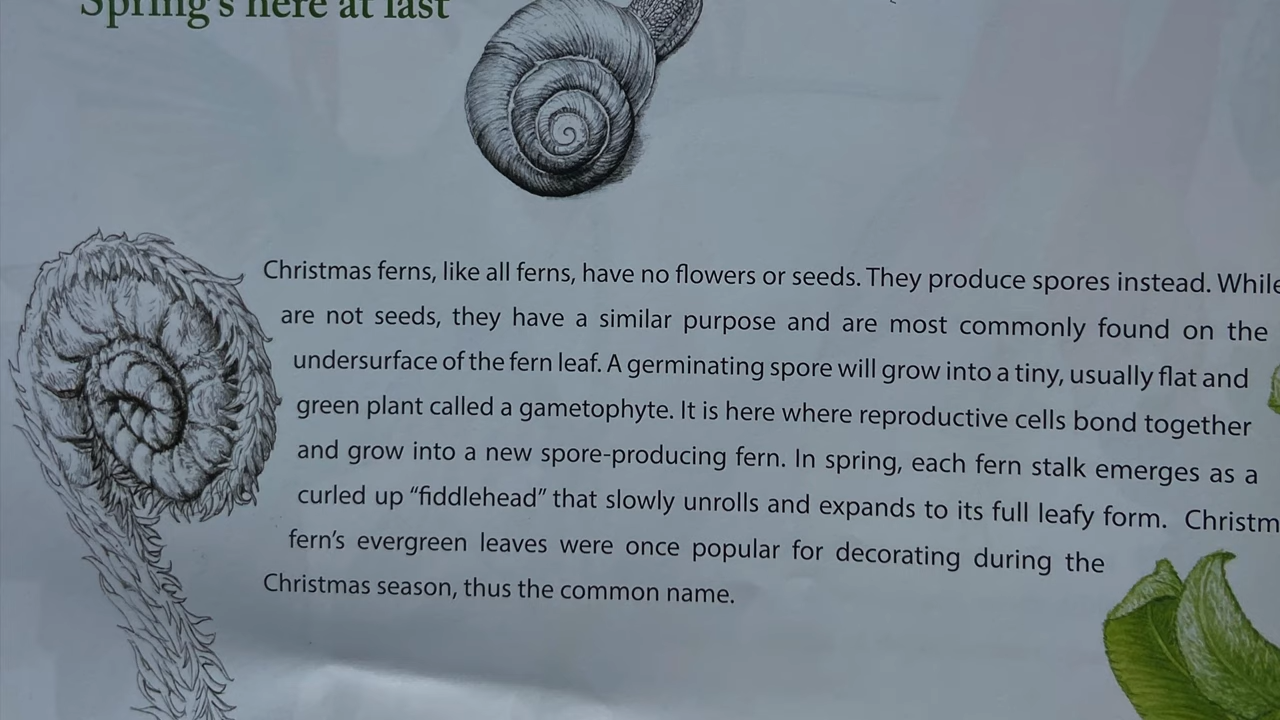 Spring's here at last
Christmas ferns, like all ferns, have no flowers or seeds. They produce spores instead. While
are not seeds, they have a similar purpose and are most commonly found on the
undersurface of the fern leaf. A germinating spore will grow into a tiny, usually flat and
green plant called a gametophyte. It is here where reproductive cells bond together
and grow into a new spore-producing fern. In spring, each fern stalk emerges as a
curled up “fiddlehead” that slowly unrolls and expands to its full leafy form. Christm
fern’s evergreen leaves were once popular for decorating during the
Christmas season, thus the common name.